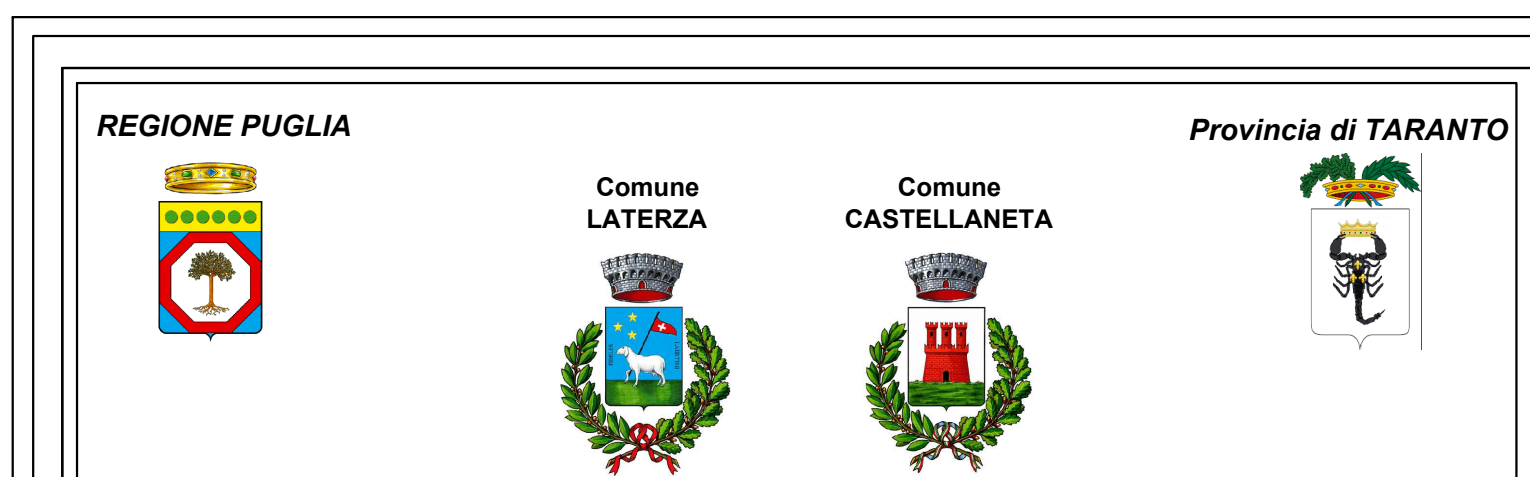 REGIONE PUGLIA
Provincia di TARANTO
Comune
LATERZA
Comune
CASTELLANETA